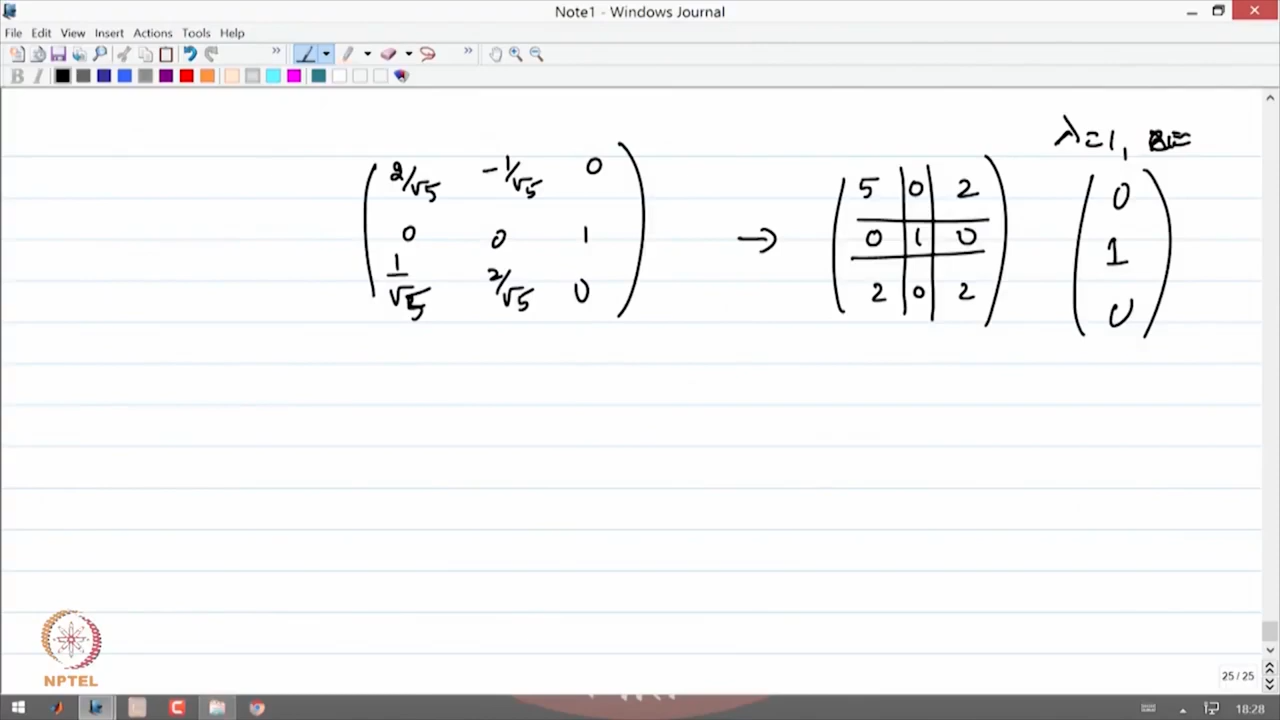 Note1 - Windows Journal
File Edit View Insert Actions Tools Help
B I
λ=1,
2/√5 -1/√5 0
0 0 1
1/√5 2/√5 0
→
5 0 2
0 1 0
2 0 2
0
1
0
NPTEL
25 / 25
18:28